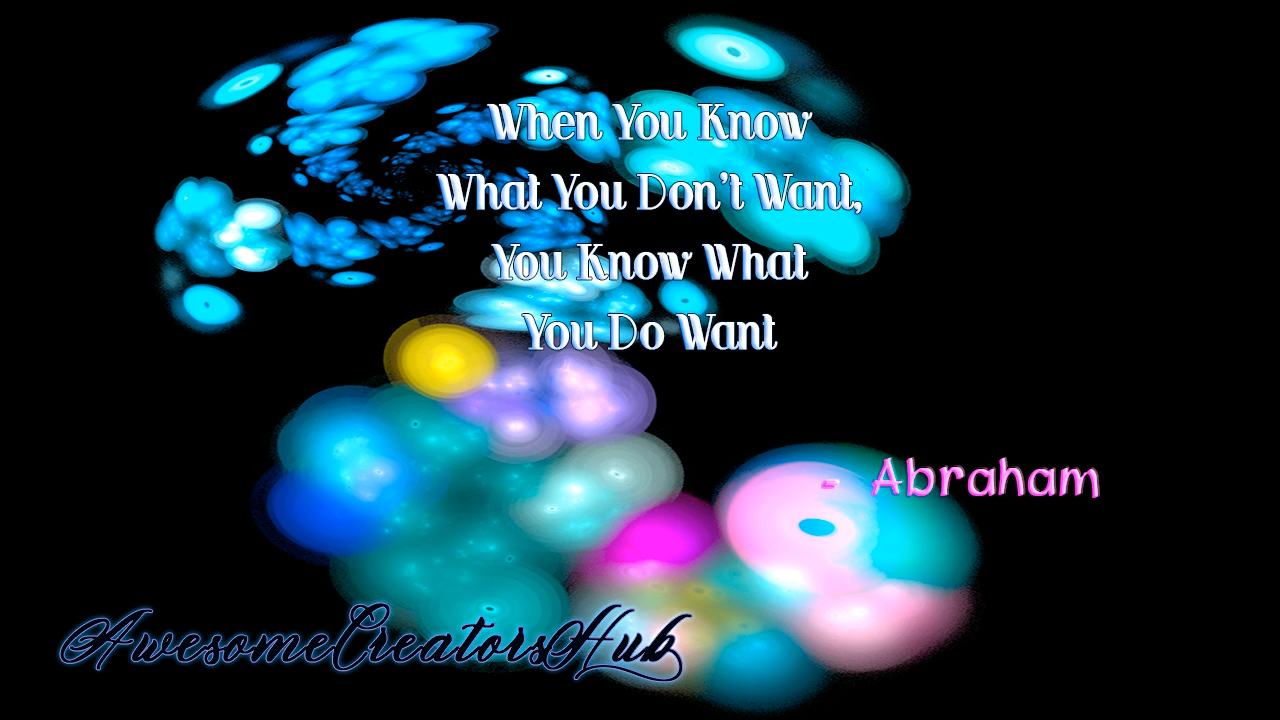 When You Know
What You Don't Want,
You Know What
You Do Want
- Abraham
AwesomeCreatorsHub